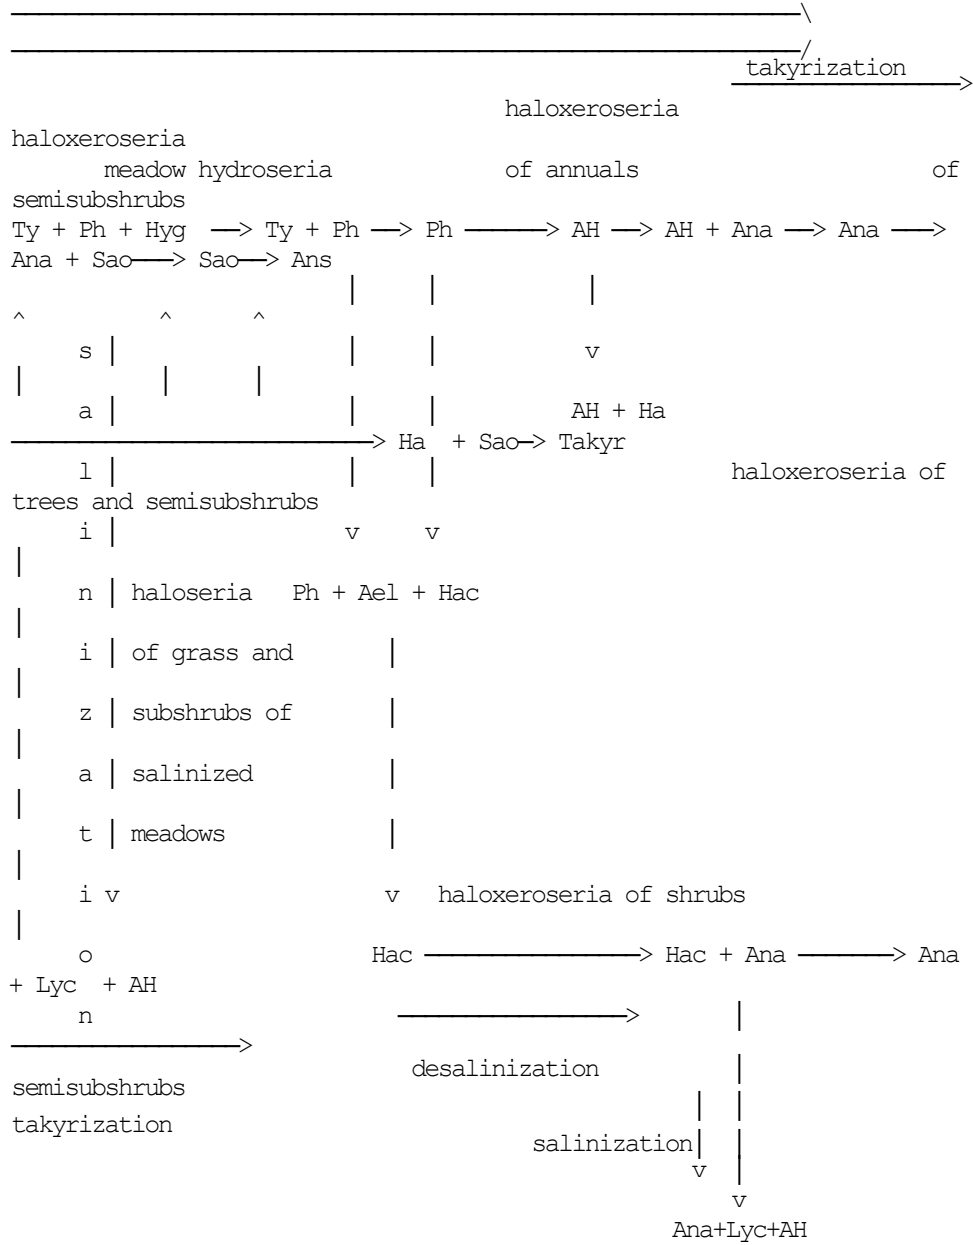 takyrization
haloxeroseria
haloxeroseria
meadow hydroseria of annuals of
semisubshrubs
Ty + Ph + Hyg —> Ty + Ph —> Ph ———> AH —> AH + Ana —> Ana ——>
Ana + Sao——> Sao—> Ans
| | |
^ ^ ^
s | | | v
| | |
a | | | AH + Ha
——————————> Ha + Sao—> Takyr
l | | | haloxeroseria of
trees and semisubshrubs
i | v v
|
n | haloseria Ph + Ael + Hac
|
i | of grass and |
|
z | subshrubs of |
|
a | salinized |
|
t | meadows |
|
i v v haloxeroseria of shrubs
|
o Hac ————————> Hac + Ana ————> Ana
+ Lyc + AH
n ————————> |
————————>
desalinization |
semisubshrubs
| |
takyrization
salinization| |
v |
v
Ana+Lyc+AH